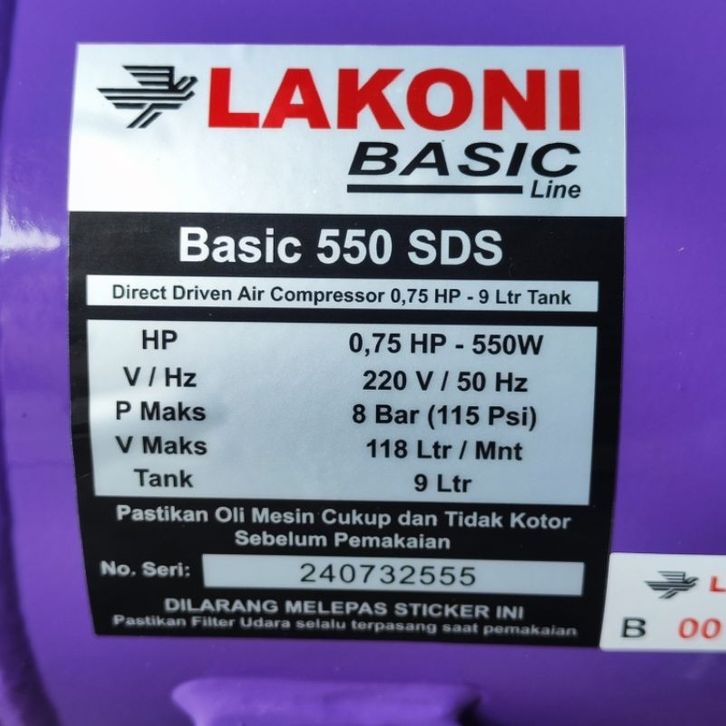 LAKONI
BASIC
Line
Basic 550 SDS
Direct Driven Air Compressor 0,75 HP - 9 Ltr Tank
HP 0,75 HP - 550W
V / Hz 220 V / 50 Hz
P Maks 8 Bar (115 Psi)
V Maks 118 Ltr / Mnt
Tank 9 Ltr
Pastikan Oli Mesin Cukup dan Tidak Kotor
Sebelum Pemakaian
No. Seri: 240732555
DILARANG MELEPAS STICKER INI
Pastikan Filter Udara selalu terpasang saat pemakaian
L
B 00